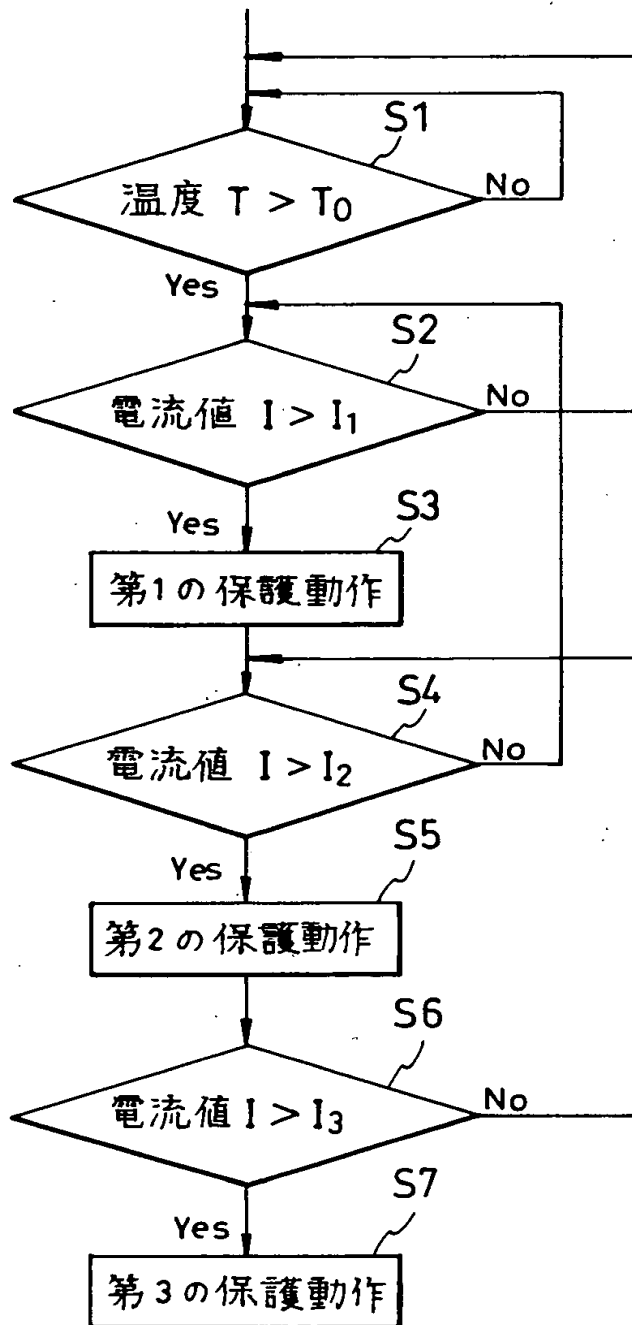 S1
温度 T > T₀
No
Yes
S2
電流値 I > I₁
No
Yes
S3
第1の保護動作
S4
電流値 I > I₂
No
Yes
S5
第2の保護動作
S6
電流値 I > I₃
No
Yes
S7
第3の保護動作